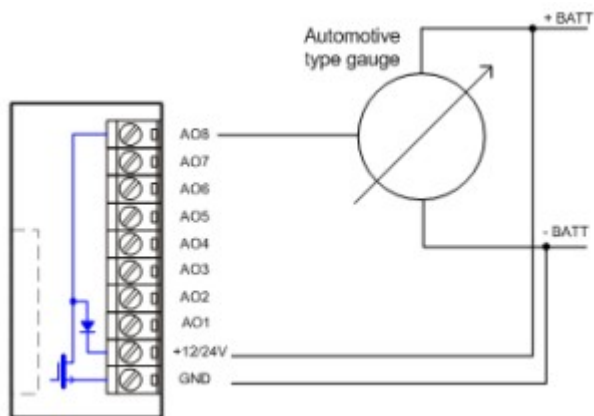 + BATT
Automotive
type gauge
AO8
AO7
AO6
AO5
AO4
AO3
AO2
AO1
- BATT
+12/24V
GND